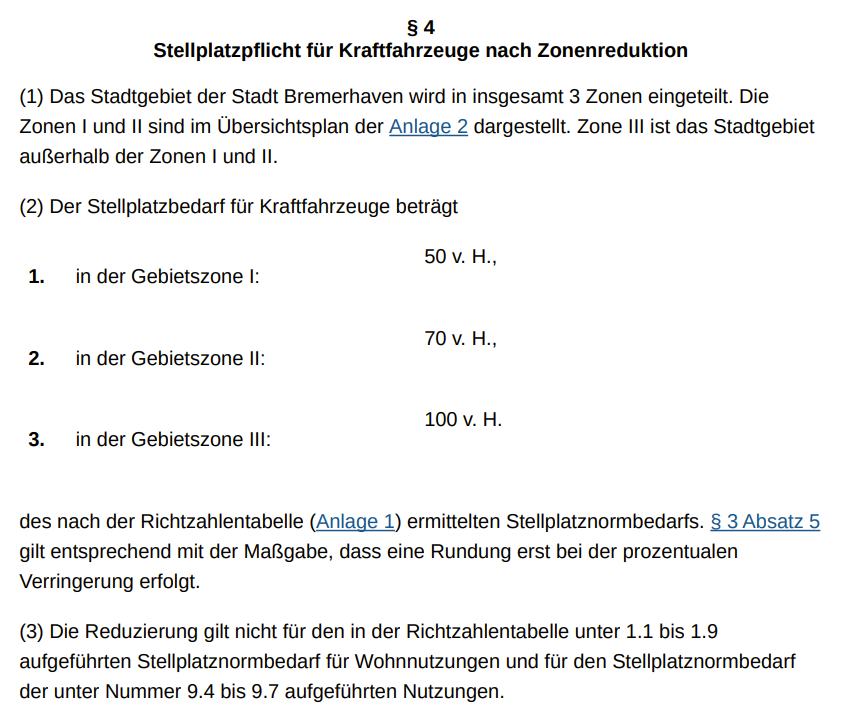 § 4
Stellplatzpflicht für Kraftfahrzeuge nach Zonenreduktion
(1) Das Stadtgebiet der Stadt Bremerhaven wird in insgesamt 3 Zonen eingeteilt. Die
Zonen I und II sind im Übersichtsplan der Anlage 2 dargestellt. Zone III ist das Stadtgebiet
außerhalb der Zonen I und II.
(2) Der Stellplatzbedarf für Kraftfahrzeuge beträgt
1. in der Gebietszone I: 50 v. H.,
2. in der Gebietszone II: 70 v. H.,
3. in der Gebietszone III: 100 v. H.
des nach der Richtzahlentabelle (Anlage 1) ermittelten Stellplatznormbedarfs. § 3 Absatz 5
gilt entsprechend mit der Maßgabe, dass eine Rundung erst bei der prozentualen
Verringerung erfolgt.
(3) Die Reduzierung gilt nicht für den in der Richtzahlentabelle unter 1.1 bis 1.9
aufgeführten Stellplatznormbedarf für Wohnnutzungen und für den Stellplatznormbedarf
der unter Nummer 9.4 bis 9.7 aufgeführten Nutzungen.